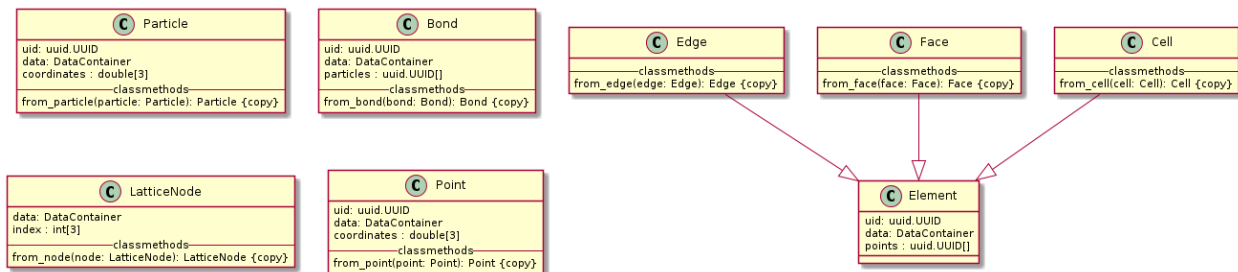 C Particle
uid: uuid.UUID
data: DataContainer
coordinates : double[3]
classmethods
from_particle(particle: Particle): Particle {copy}
C Bond
uid: uuid.UUID
data: DataContainer
particles : uuid.UUID[]
classmethods
from_bond(bond: Bond): Bond {copy}
C Edge
classmethods
from_edge(edge: Edge): Edge {copy}
C Face
classmethods
from_face(face: Face): Face {copy}
C Cell
classmethods
from_cell(cell: Cell): Cell {copy}
C LatticeNode
data: DataContainer
index : int[3]
classmethods
from_node(node: LatticeNode): LatticeNode {copy}
C Point
uid: uuid.UUID
data: DataContainer
coordinates : double[3]
classmethods
from_point(point: Point): Point {copy}
C Element
uid: uuid.UUID
data: DataContainer
points : uuid.UUID[]